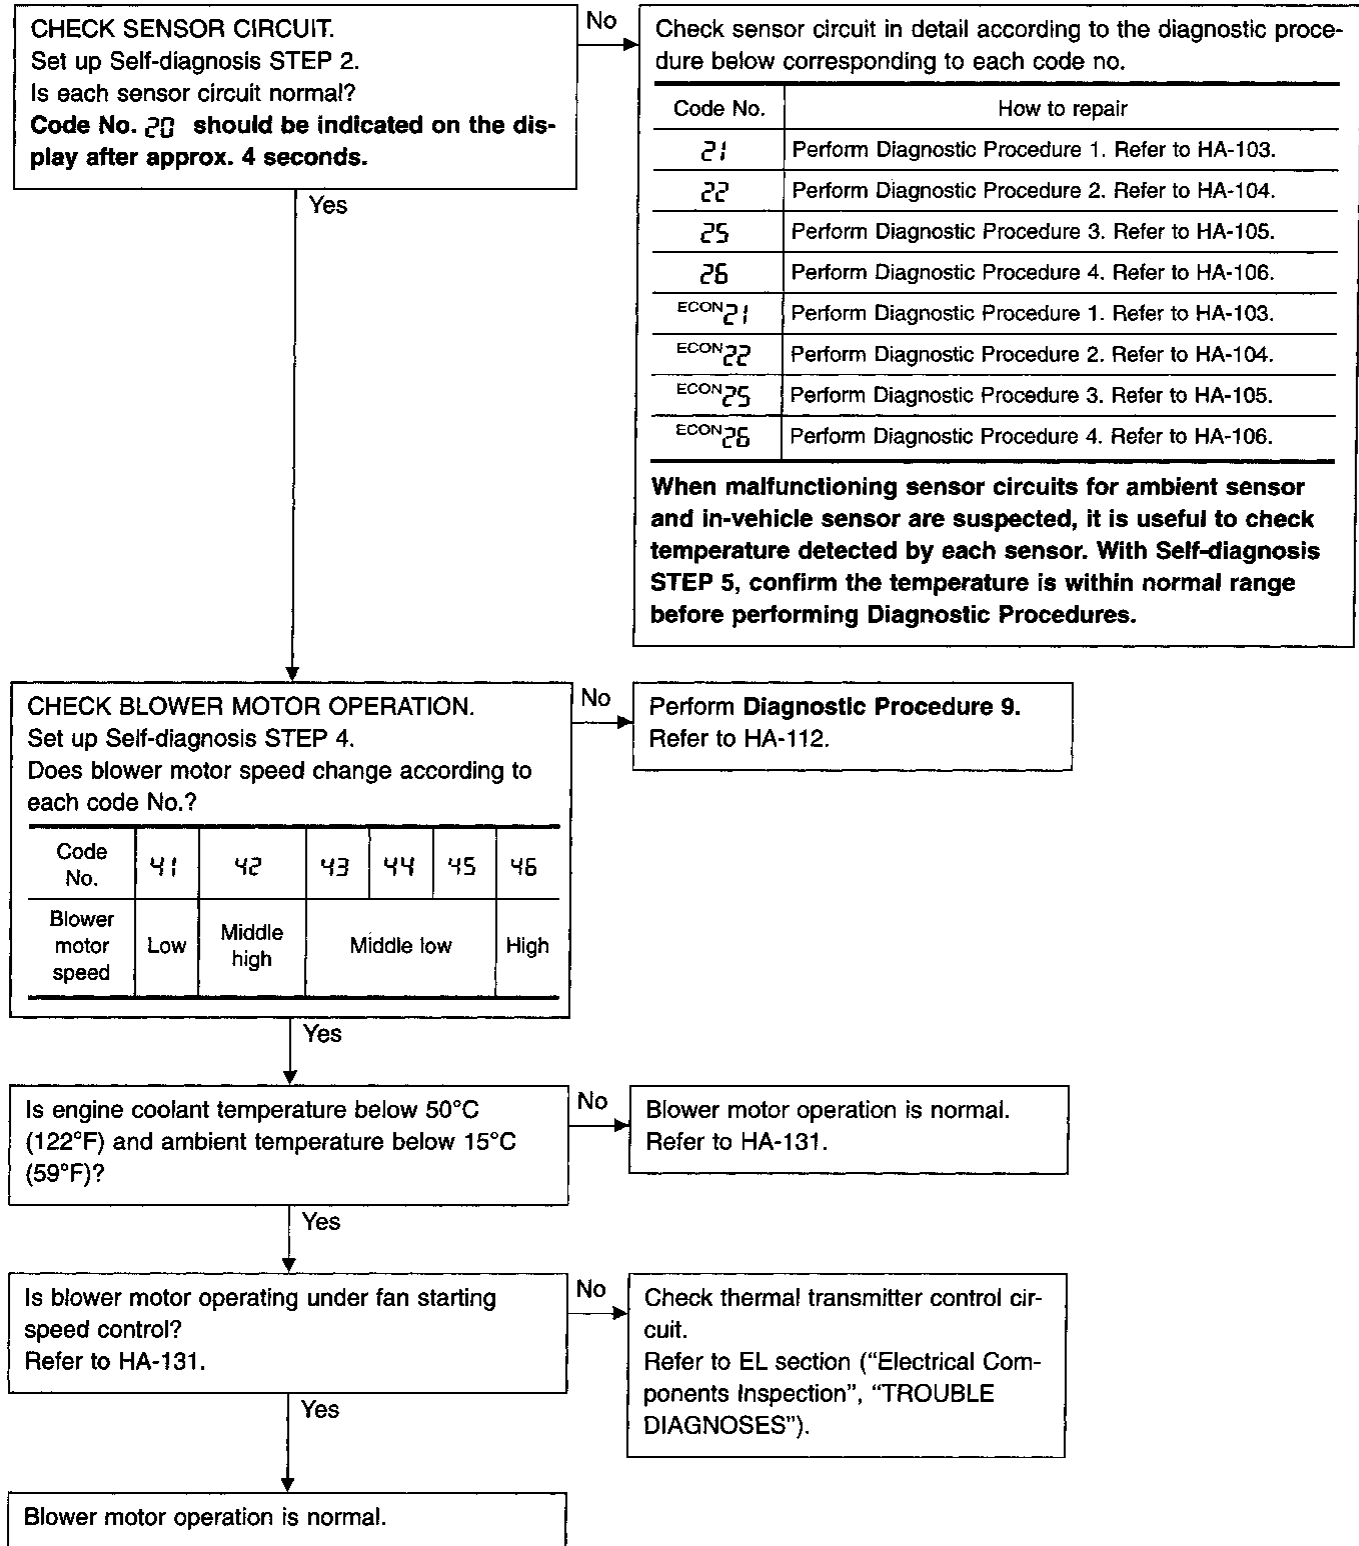 CHECK SENSOR CIRCUIT.
Set up Self-diagnosis STEP 2.
Is each sensor circuit normal?
Code No. 20 should be indicated on the dis-
play after approx. 4 seconds.
No
Check sensor circuit in detail according to the diagnostic proce-
dure below corresponding to each code no.
Code No. How to repair
21 Perform Diagnostic Procedure 1. Refer to HA-103.
22 Perform Diagnostic Procedure 2. Refer to HA-104.
25 Perform Diagnostic Procedure 3. Refer to HA-105.
26 Perform Diagnostic Procedure 4. Refer to HA-106.
ECON21 Perform Diagnostic Procedure 1. Refer to HA-103.
ECON22 Perform Diagnostic Procedure 2. Refer to HA-104.
ECON25 Perform Diagnostic Procedure 3. Refer to HA-105.
ECON26 Perform Diagnostic Procedure 4. Refer to HA-106.
When malfunctioning sensor circuits for ambient sensor
and in-vehicle sensor are suspected, it is useful to check
temperature detected by each sensor. With Self-diagnosis
STEP 5, confirm the temperature is within normal range
before performing Diagnostic Procedures.
Yes
CHECK BLOWER MOTOR OPERATION.
Set up Self-diagnosis STEP 4.
Does blower motor speed change according to
each code No.?
Code
No.
41 42 43 44 45 46
Blower
motor
speed
Low
Middle
high
Middle low
High
No
Perform Diagnostic Procedure 9.
Refer to HA-112.
Yes
Is engine coolant temperature below 50°C
(122°F) and ambient temperature below 15°C
(59°F)?
No
Blower motor operation is normal.
Refer to HA-131.
Yes
Is blower motor operating under fan starting
speed control?
Refer to HA-131.
No
Check thermal transmitter control cir-
cuit.
Refer to EL section (“Electrical Com-
ponents Inspection”, “TROUBLE
DIAGNOSES”).
Yes
Blower motor operation is normal.